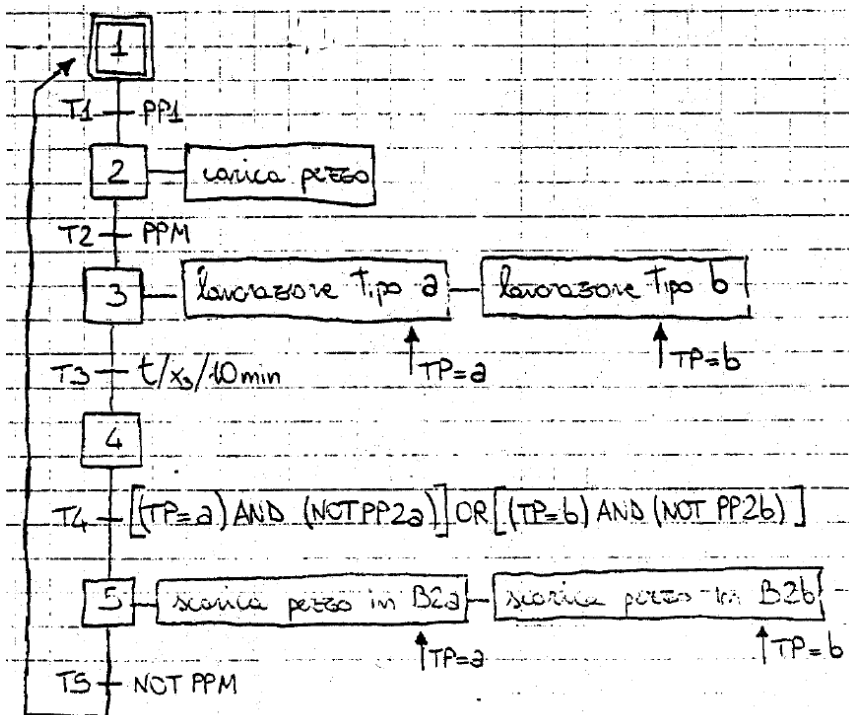 1
T1 PP1
2 carica pezzo
T2 PPM
3 lavorazione Tipo a lavorazione Tipo b
T3 t/x₃/10min TP=a TP=b
4
T4 [(TP=a) AND (NOT PP2a)] OR [(TP=b) AND (NOT PP2b)]
5 scarica pezzo in B2a scarica pezzo in B2b
TP=a TP=b
T5 NOT PPM